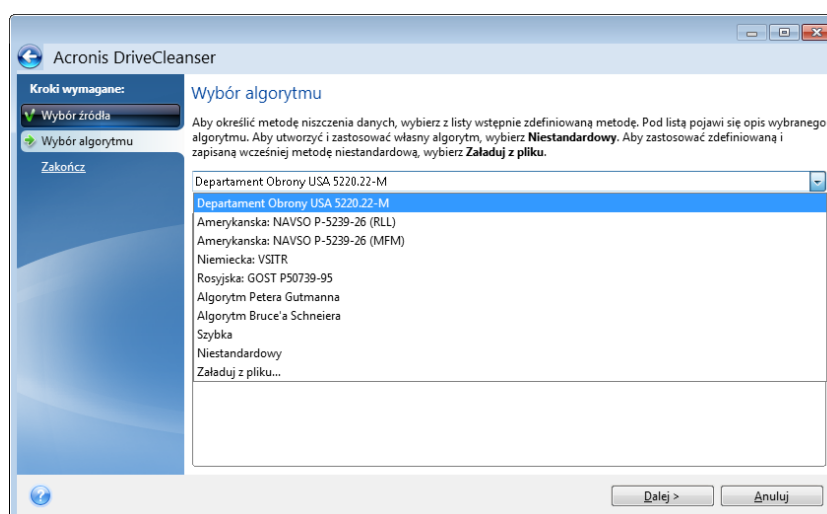 Acronis DriveCleanser
Kroki wymagane:
Wybór źródła
Wybór algorytmu
Zakończ
Wybór algorytmu
Aby określić metodę niszczenia danych, wybierz z listy wstępnie zdefiniowaną metodę. Pod listą pojawi się opis wybranego
algorytmu. Aby utworzyć i zastosować własny algorytm, wybierz Niestandardowy. Aby zastosować zdefiniowaną i
zapisaną wcześniej metodę niestandardową, wybierz Załaduj z pliku.
Departament Obrony USA 5220.22-M
Departament Obrony USA 5220.22-M
Amerykanska: NAVSO P-5239-26 (RLL)
Amerykanska: NAVSO P-5239-26 (MFM)
Niemiecka: VSITR
Rosyjska: GOST P50739-95
Algorytm Petera Gutmanna
Algorytm Bruce'a Schneiera
Szybka
Niestandardowy
Załaduj z pliku...
Dalej >
Anuluj